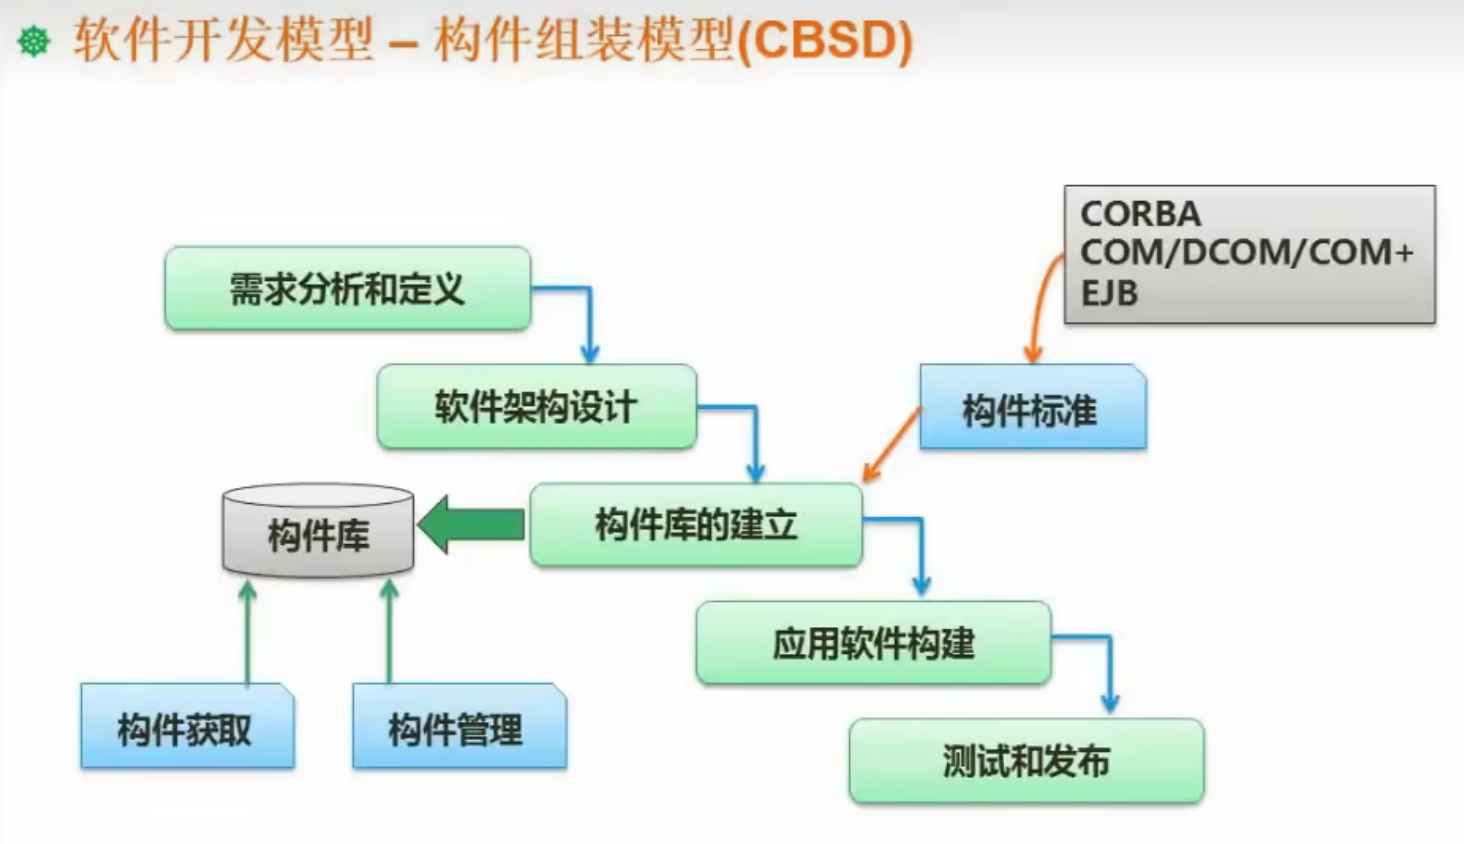 软件开发模型 – 构件组装模型(CBSD)
CORBA
COM/DCOM/COM+
EJB
需求分析和定义
软件架构设计
构件标准
构件库
构件库的建立
应用软件构建
构件获取
构件管理
测试和发布